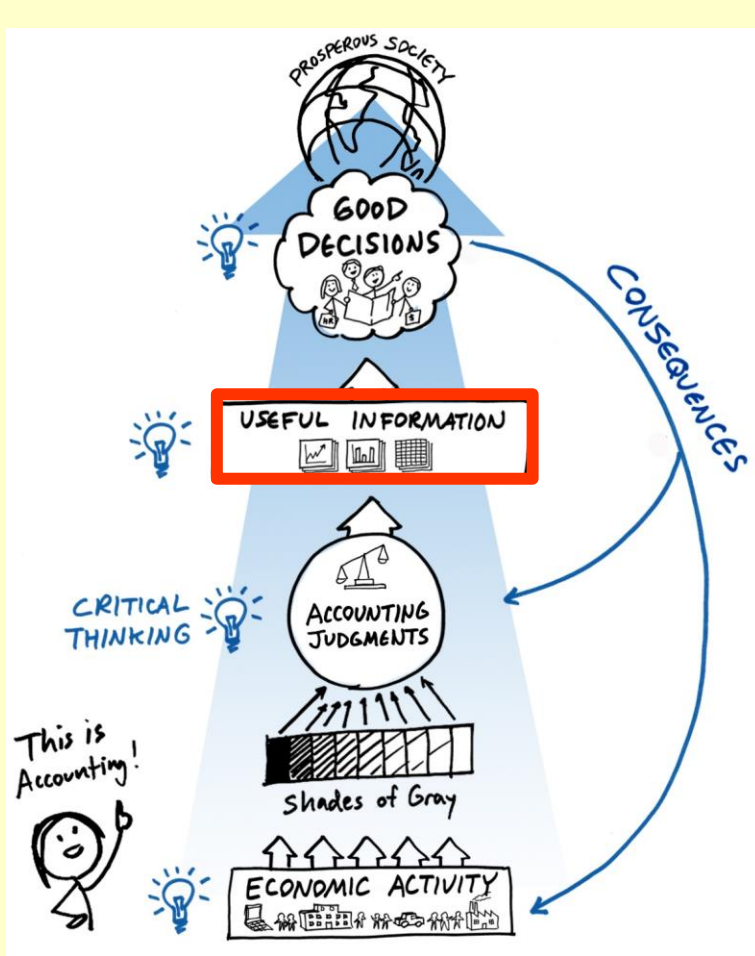 PROSPEROUS SOCIETY
GOOD
DECISIONS
HR
$
CONSEQUENCES
USEFUL INFORMATION
CRITICAL
THINKING
ACCOUNTING
JUDGMENTS
This is
Accounting!
Shades of Gray
ECONOMIC ACTIVITY